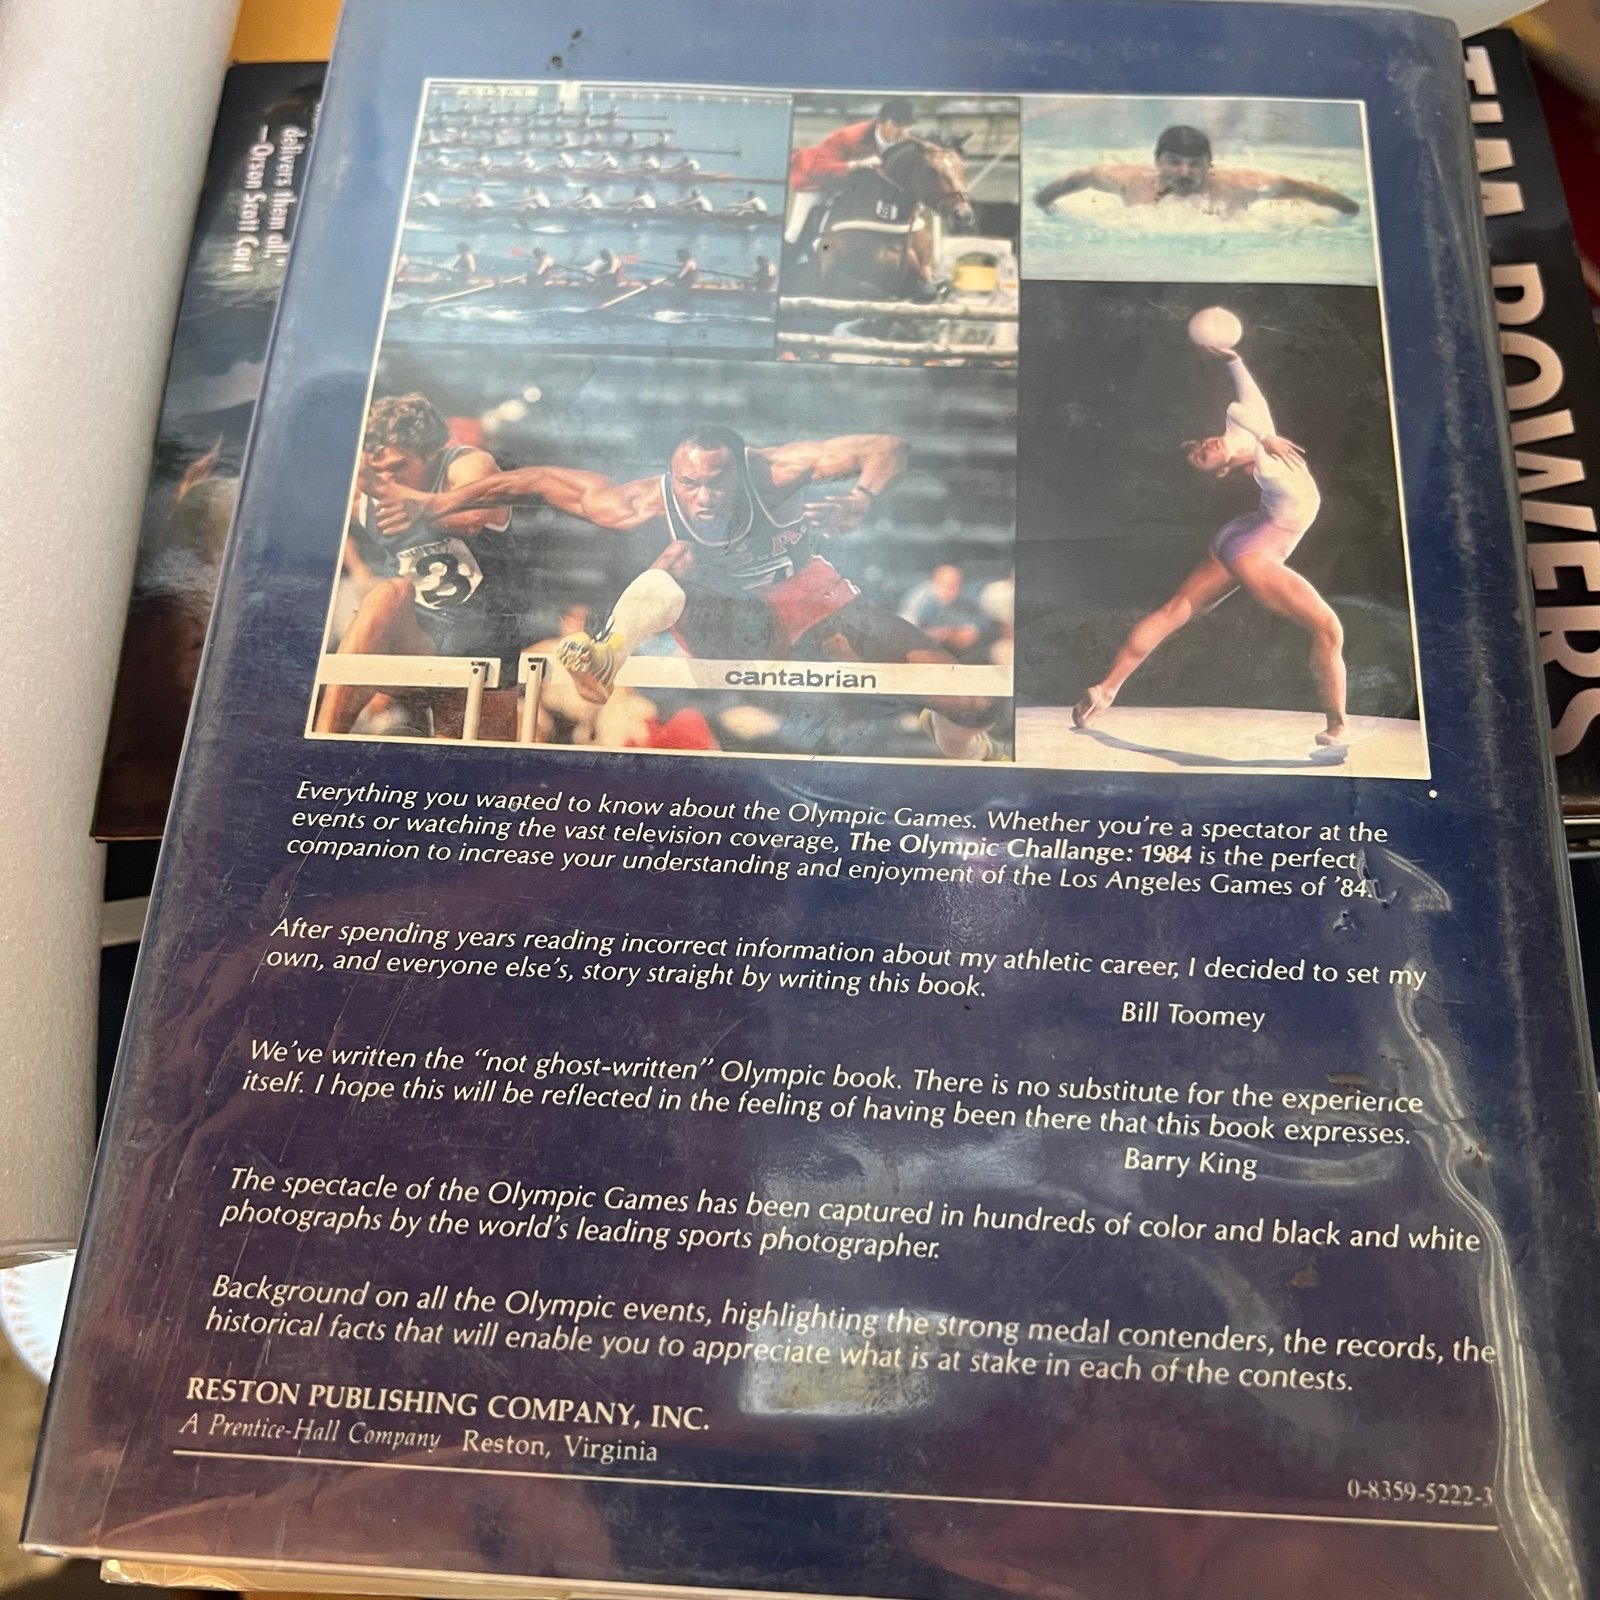 delivers them all."
—Orson Scott Card
TIM POWERS
3
cantabrian
Everything you wanted to know about the Olympic Games. Whether you're a spectator at the
events or watching the vast television coverage, The Olympic Challange: 1984 is the perfect
companion to increase your understanding and enjoyment of the Los Angeles Games of '84.
After spending years reading incorrect information about my athletic career, I decided to set my
own, and everyone else's, story straight by writing this book.
Bill Toomey
We've written the "not ghost-written" Olympic book. There is no substitute for the experience
itself. I hope this will be reflected in the feeling of having been there that this book expresses.
Barry King
The spectacle of the Olympic Games has been captured in hundreds of color and black and white
photographs by the world's leading sports photographer.
Background on all the Olympic events, highlighting the strong medal contenders, the records, the
historical facts that will enable you to appreciate what is at stake in each of the contests.
RESTON PUBLISHING COMPANY, INC.
A Prentice-Hall Company Reston, Virginia
0-8359-5222-3